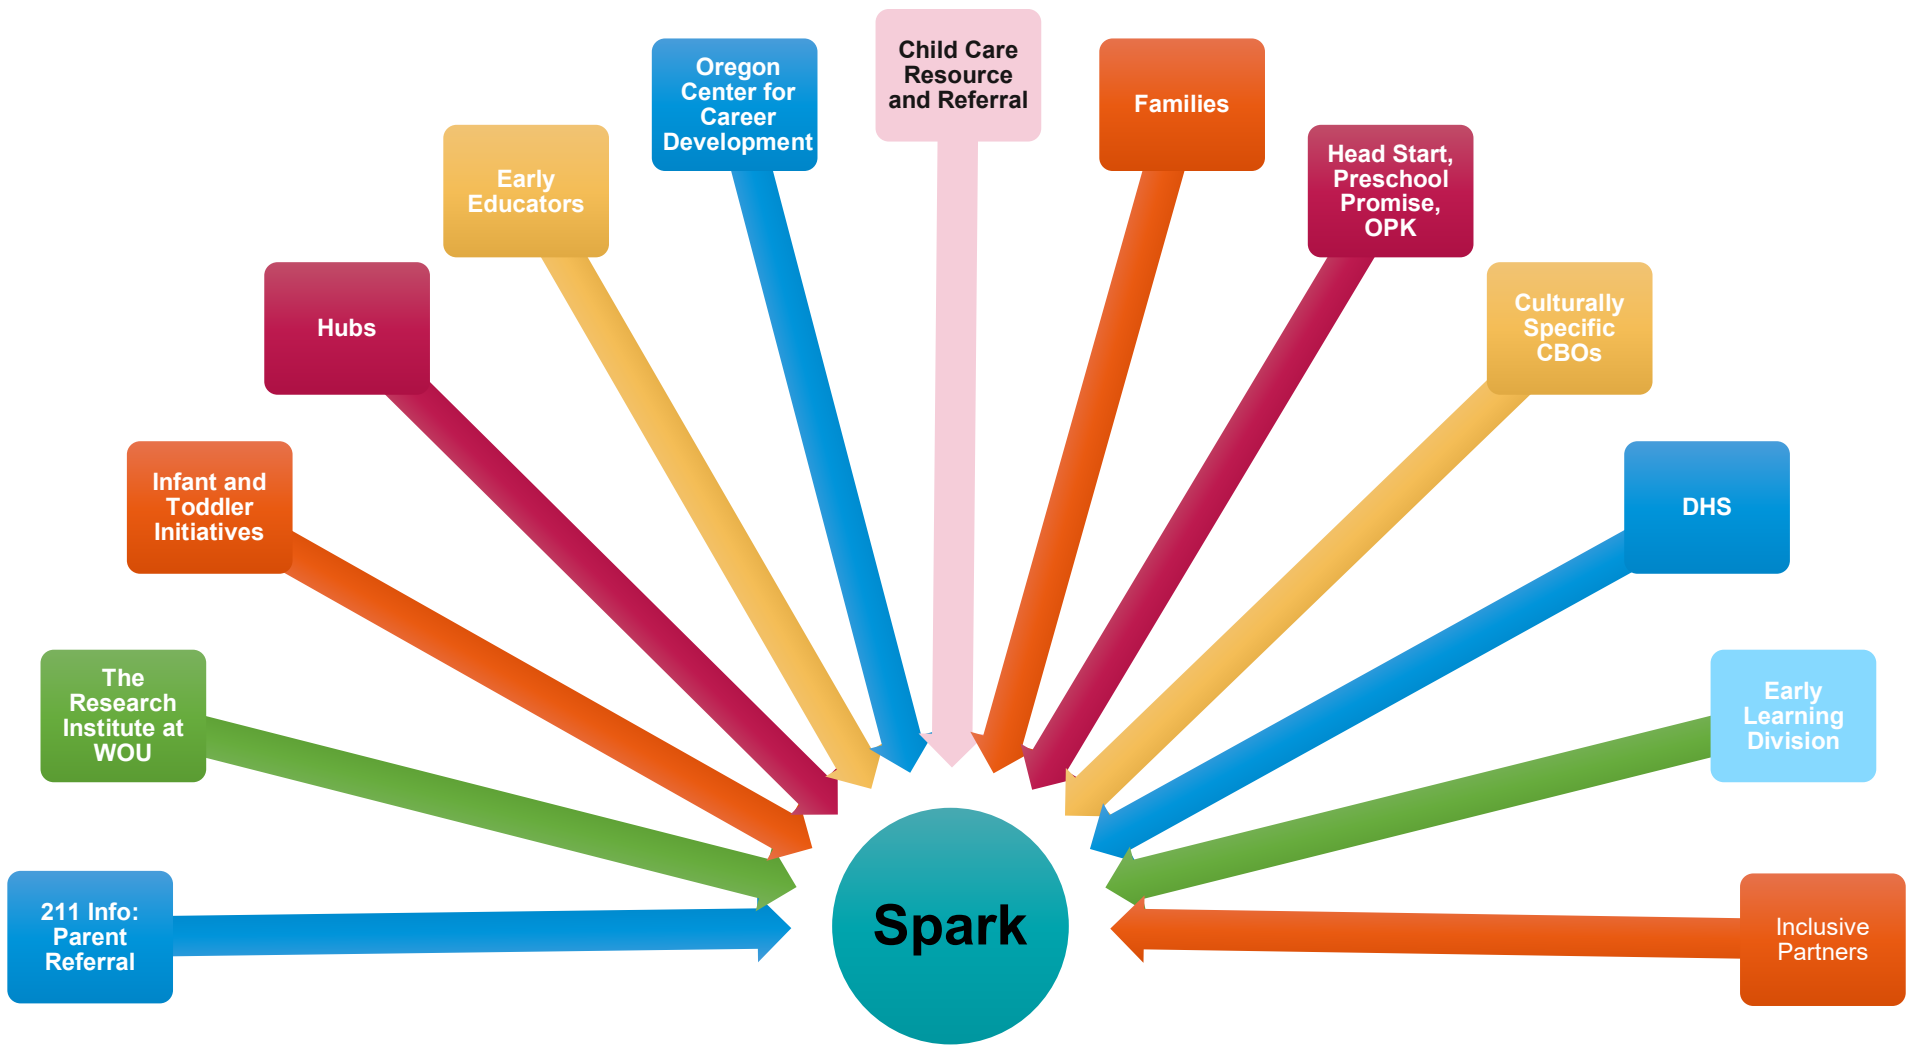 Child Care
Resource
and Referral
Oregon
Center for
Career
Development
Families
Early
Educators
Head Start,
Preschool
Promise,
OPK
Hubs
Culturally
Specific
CBOs
Infant and
Toddler
Initiatives
DHS
The
Research
Institute at
WOU
Early
Learning
Division
211 Info:
Parent
Referral
Spark
Inclusive
Partners